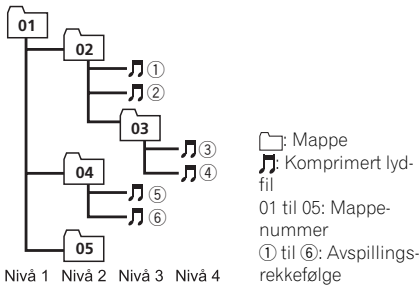 01
02
①
②
03
③
④
04
⑤
⑥
05
Nivå 1 Nivå 2 Nivå 3 Nivå 4
: Mappe
: Komprimert lyd-
fil
01 til 05: Mappe-
nummer
① til ⑥: Avspillings-
rekkefølge